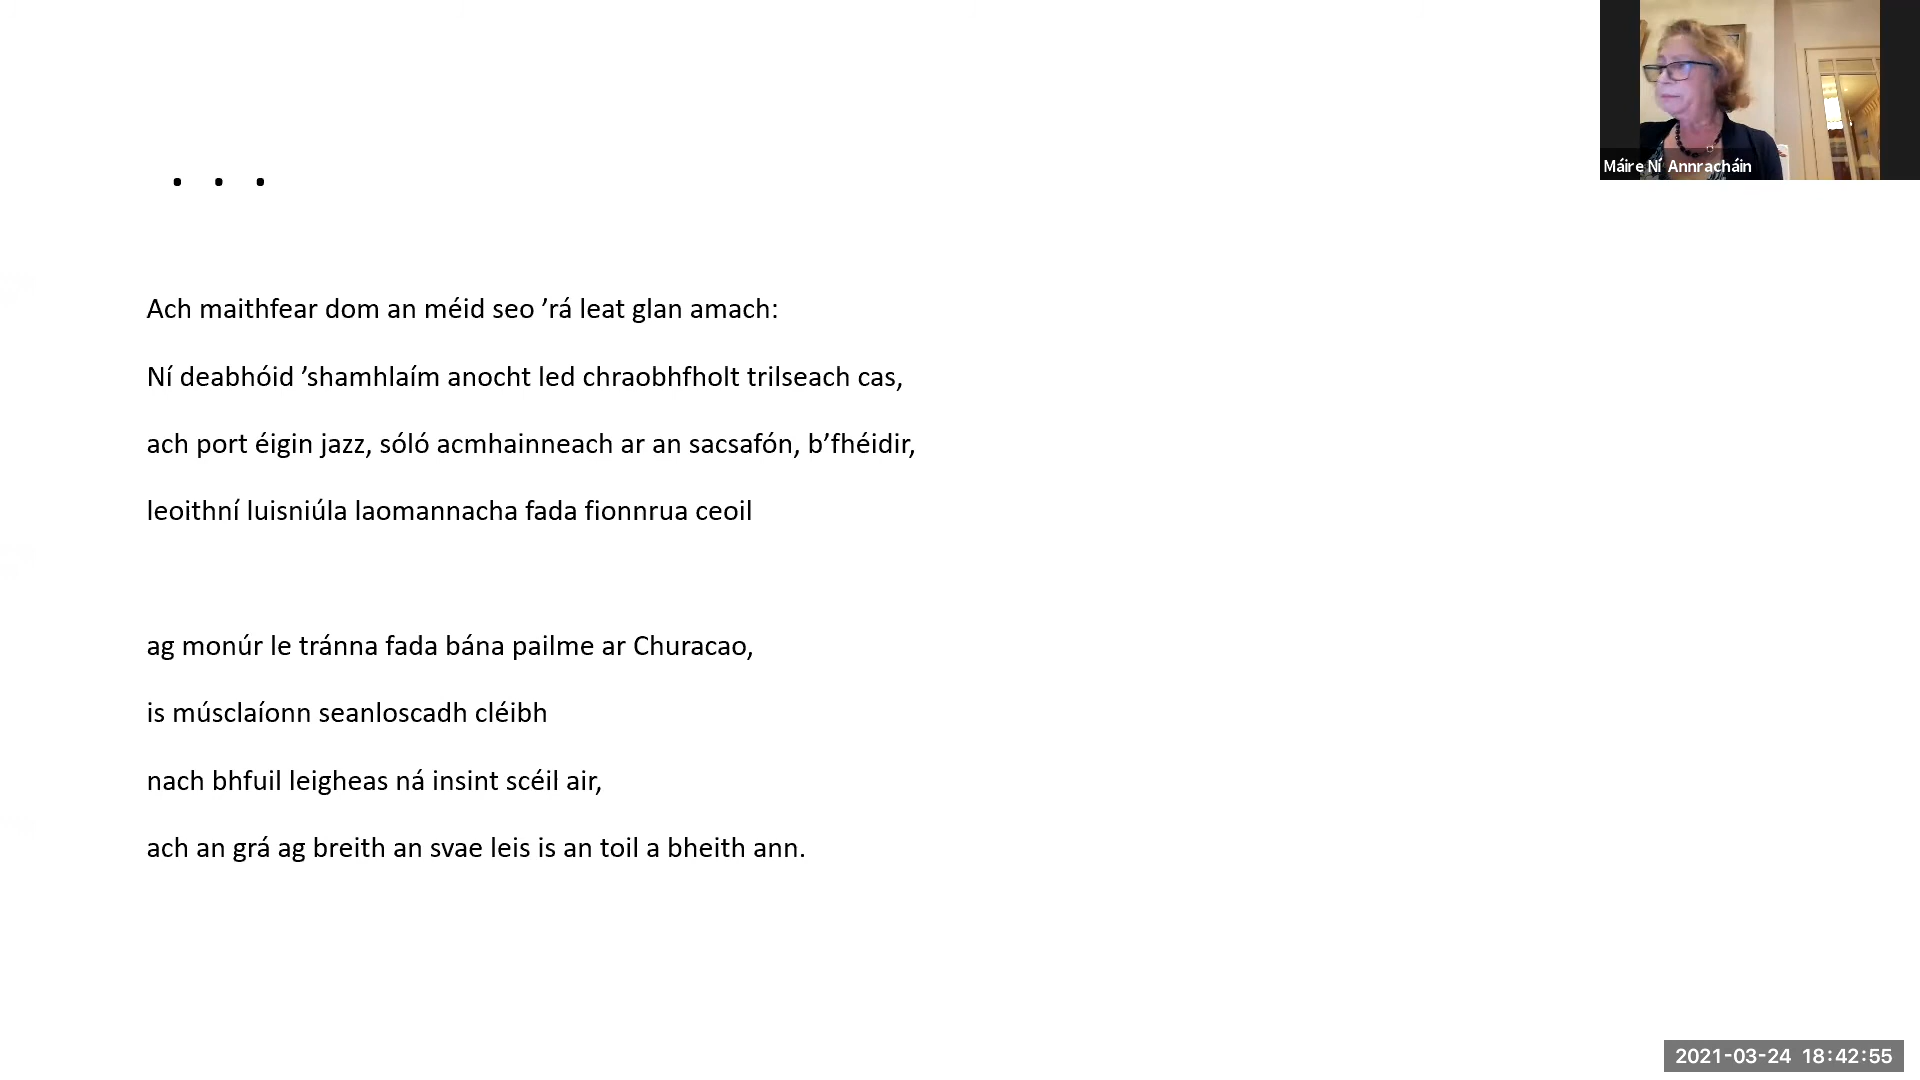 Máire Ní Annracháin
. . .
Ach maithfear dom an méid seo ’rá leat glan amach:
Ní deabhóid ’shamhlaím anocht led chraobhfholt trilseach cas,
ach port éigin jazz, sóló acmhainneach ar an sacsafón, b’fhéidir,
leoithní luisniúla laomannacha fada fionnrua ceoil
ag monúr le tránna fada bána pailme ar Churacao,
is músclaíonn seanloscadh cléibh
nach bhfuil leigheas ná insint scéil air,
ach an grá ag breith an svae leis is an toil a bheith ann.
2021-03-24 18:42:55